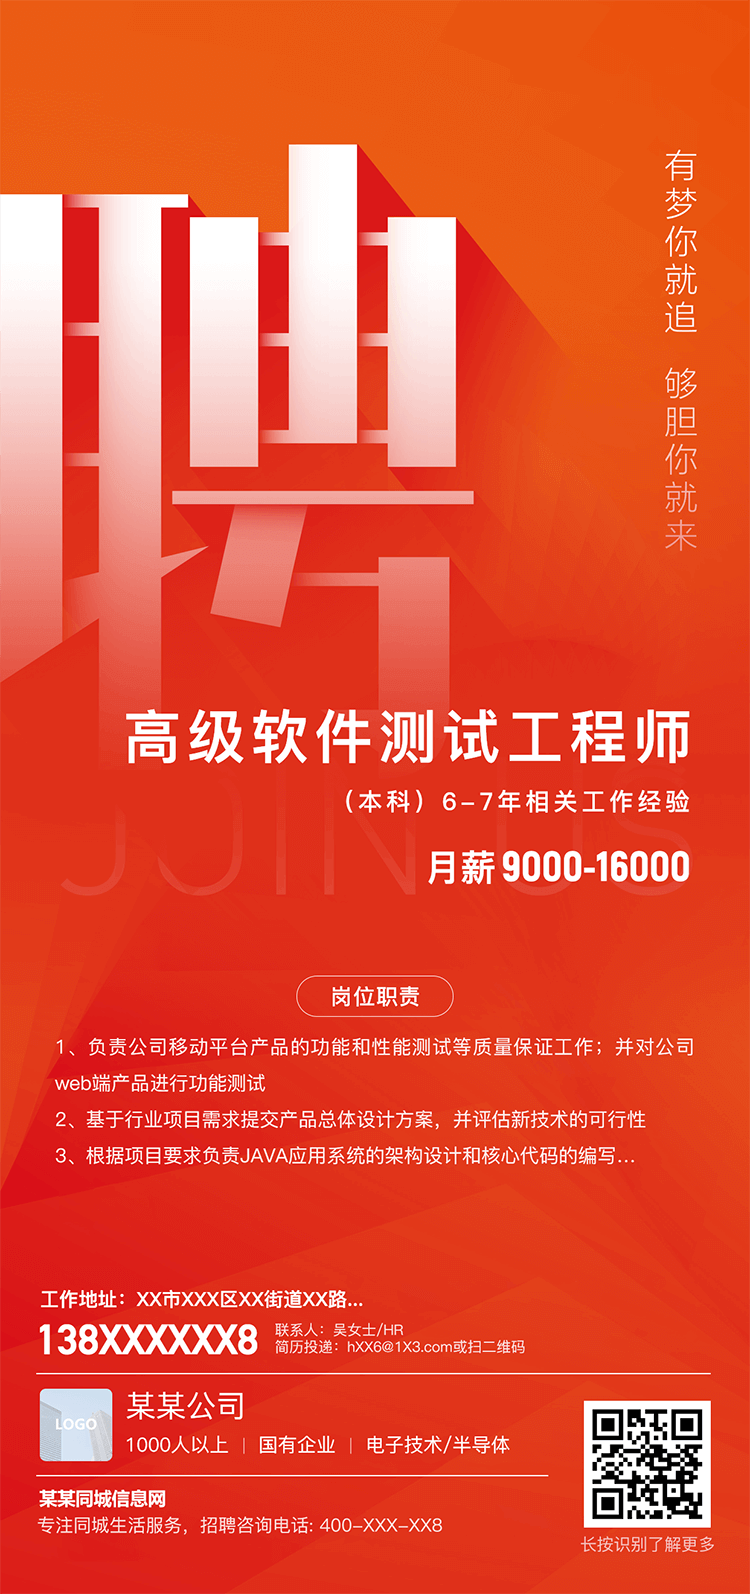 聘
有梦你就追 够胆你就来
高级软件测试工程师
（本科）6-7年相关工作经验
JOIN US
月薪 9000-16000
岗位职责
1、负责公司移动平台产品的功能和性能测试等质量保证工作；并对公司
web端产品进行功能测试
2、基于行业项目需求提交产品总体设计方案，并评估新技术的可行性
3、根据项目要求负责JAVA应用系统的架构设计和核心代码的编写...
工作地址：XX市XXX区XX街道XX路...
138XXXXXX8
联系人：吴女士/HR
简历投递：hXX6@1X3.com或扫二维码
LOGO
某某公司
1000人以上 | 国有企业 | 电子技术/半导体
某某同城信息网
专注同城生活服务，招聘咨询电话: 400-XXX-XX8
长按识别了解更多